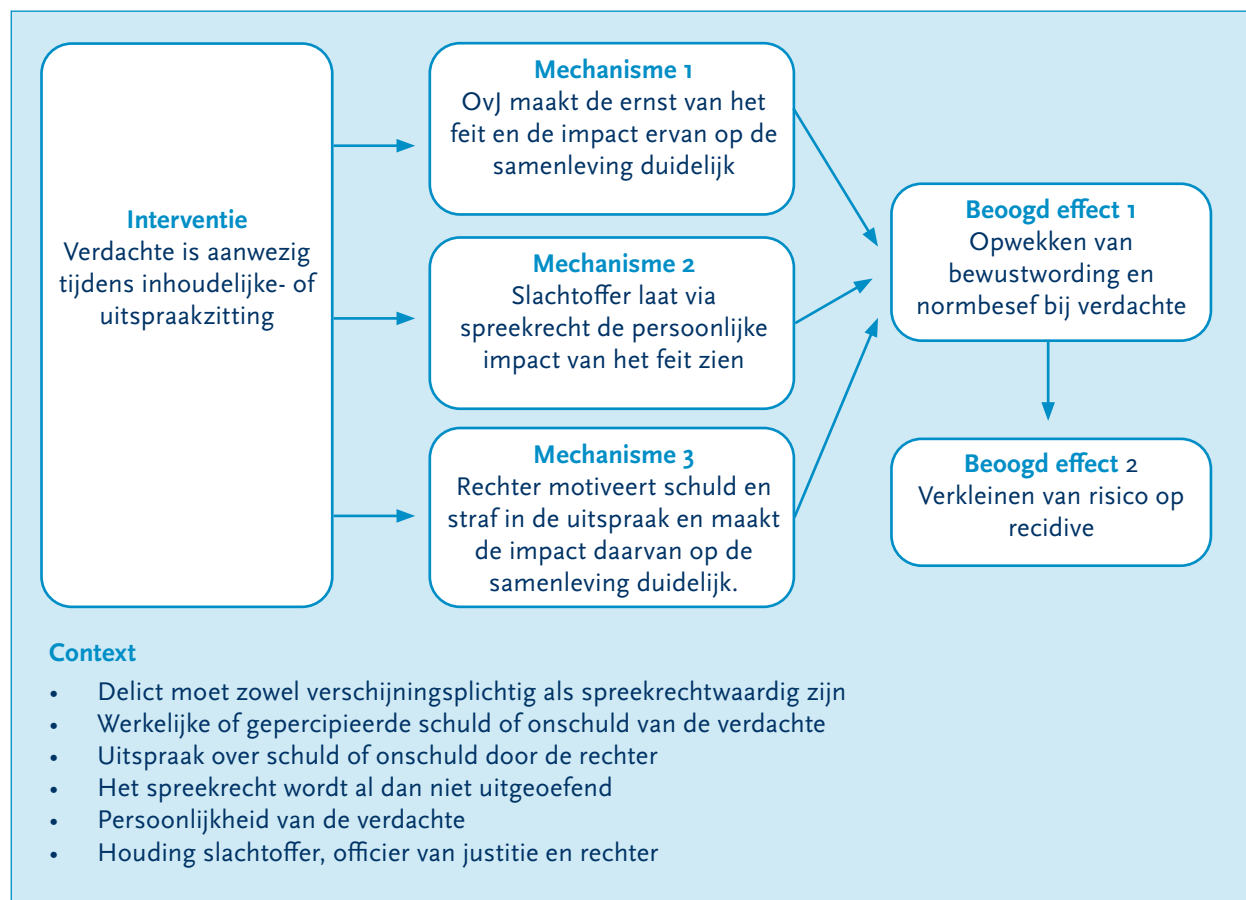 Interventie
Verdachte is aanwezig
tijdens inhoudelijke- of
uitspraakzitting
Mechanisme 1
OvJ maakt de ernst van het
feit en de impact ervan op de
samenleving duidelijk
Mechanisme 2
Slachtoffer laat via
spreekrecht de persoonlijke
impact van het feit zien
Mechanisme 3
Rechter motiveert schuld en
straf in de uitspraak en maakt
de impact daarvan op de
samenleving duidelijk.
Beoogd effect 1
Opwekken van
bewustwording en
normbesef bij verdachte
Beoogd effect 2
Verkleinen van risico op
recidive
Context
• Delict moet zowel verschijningsplichtig als spreekrechtwaardig zijn
• Werkelijke of gepercipieerde schuld of onschuld van de verdachte
• Uitspraak over schuld of onschuld door de rechter
• Het spreekrecht wordt al dan niet uitgeoefend
• Persoonlijkheid van de verdachte
• Houding slachtoffer, officier van justitie en rechter